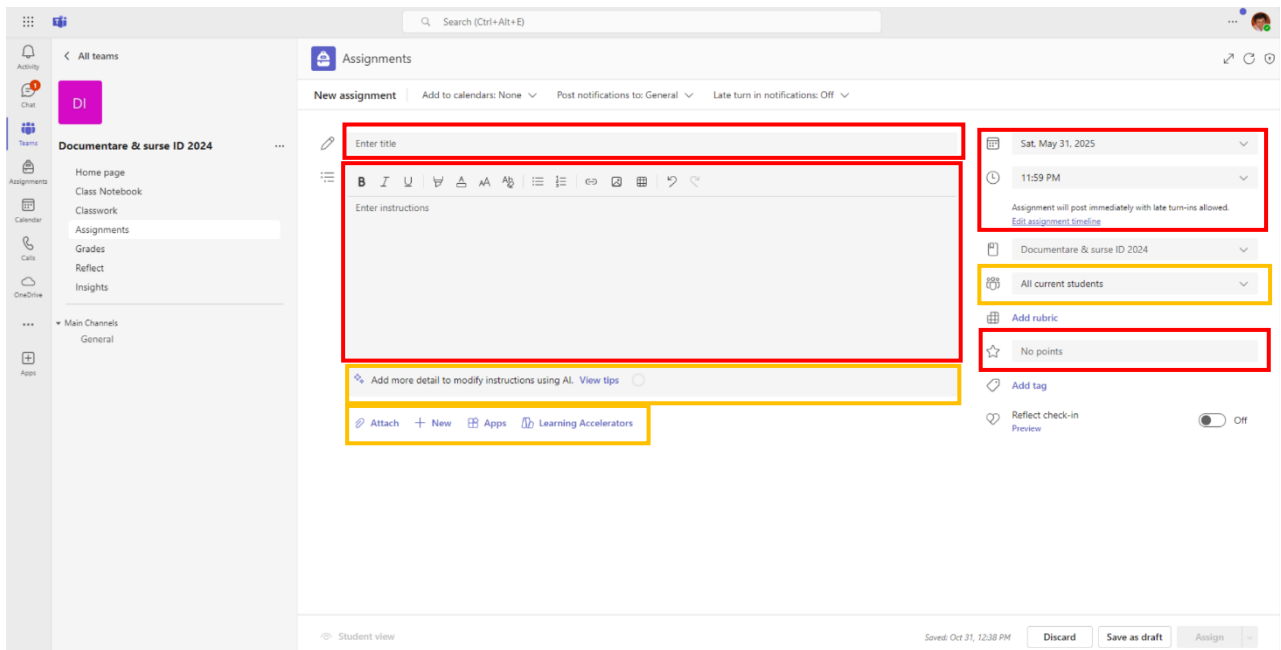 Search (Ctrl+Alt+E)
Activity
1
Chat
Teams
Assignments
Calendar
Calls
OneDrive
Apps
All teams
DI
Documentare & surse ID 2024
Home page
Class Notebook
Classwork
Assignments
Grades
Reflect
Insights
Main Channels
General
Assignments
New assignment Add to calendars: None Post notifications to: General Late turn in notifications: Off
Enter title
B I U
Enter instructions
Add more detail to modify instructions using AI. View tips
Attach New Apps Learning Accelerators
Sat, May 31, 2025
11:59 PM
Assignment will post immediately with late turn-ins allowed.
Edit assignment timeline
Documentare & surse ID 2024
All current students
Add rubric
No points
Add tag
Reflect check-in
Preview
Off
Student view
Saved: Oct 31, 12:38 PM
Discard Save as draft Assign